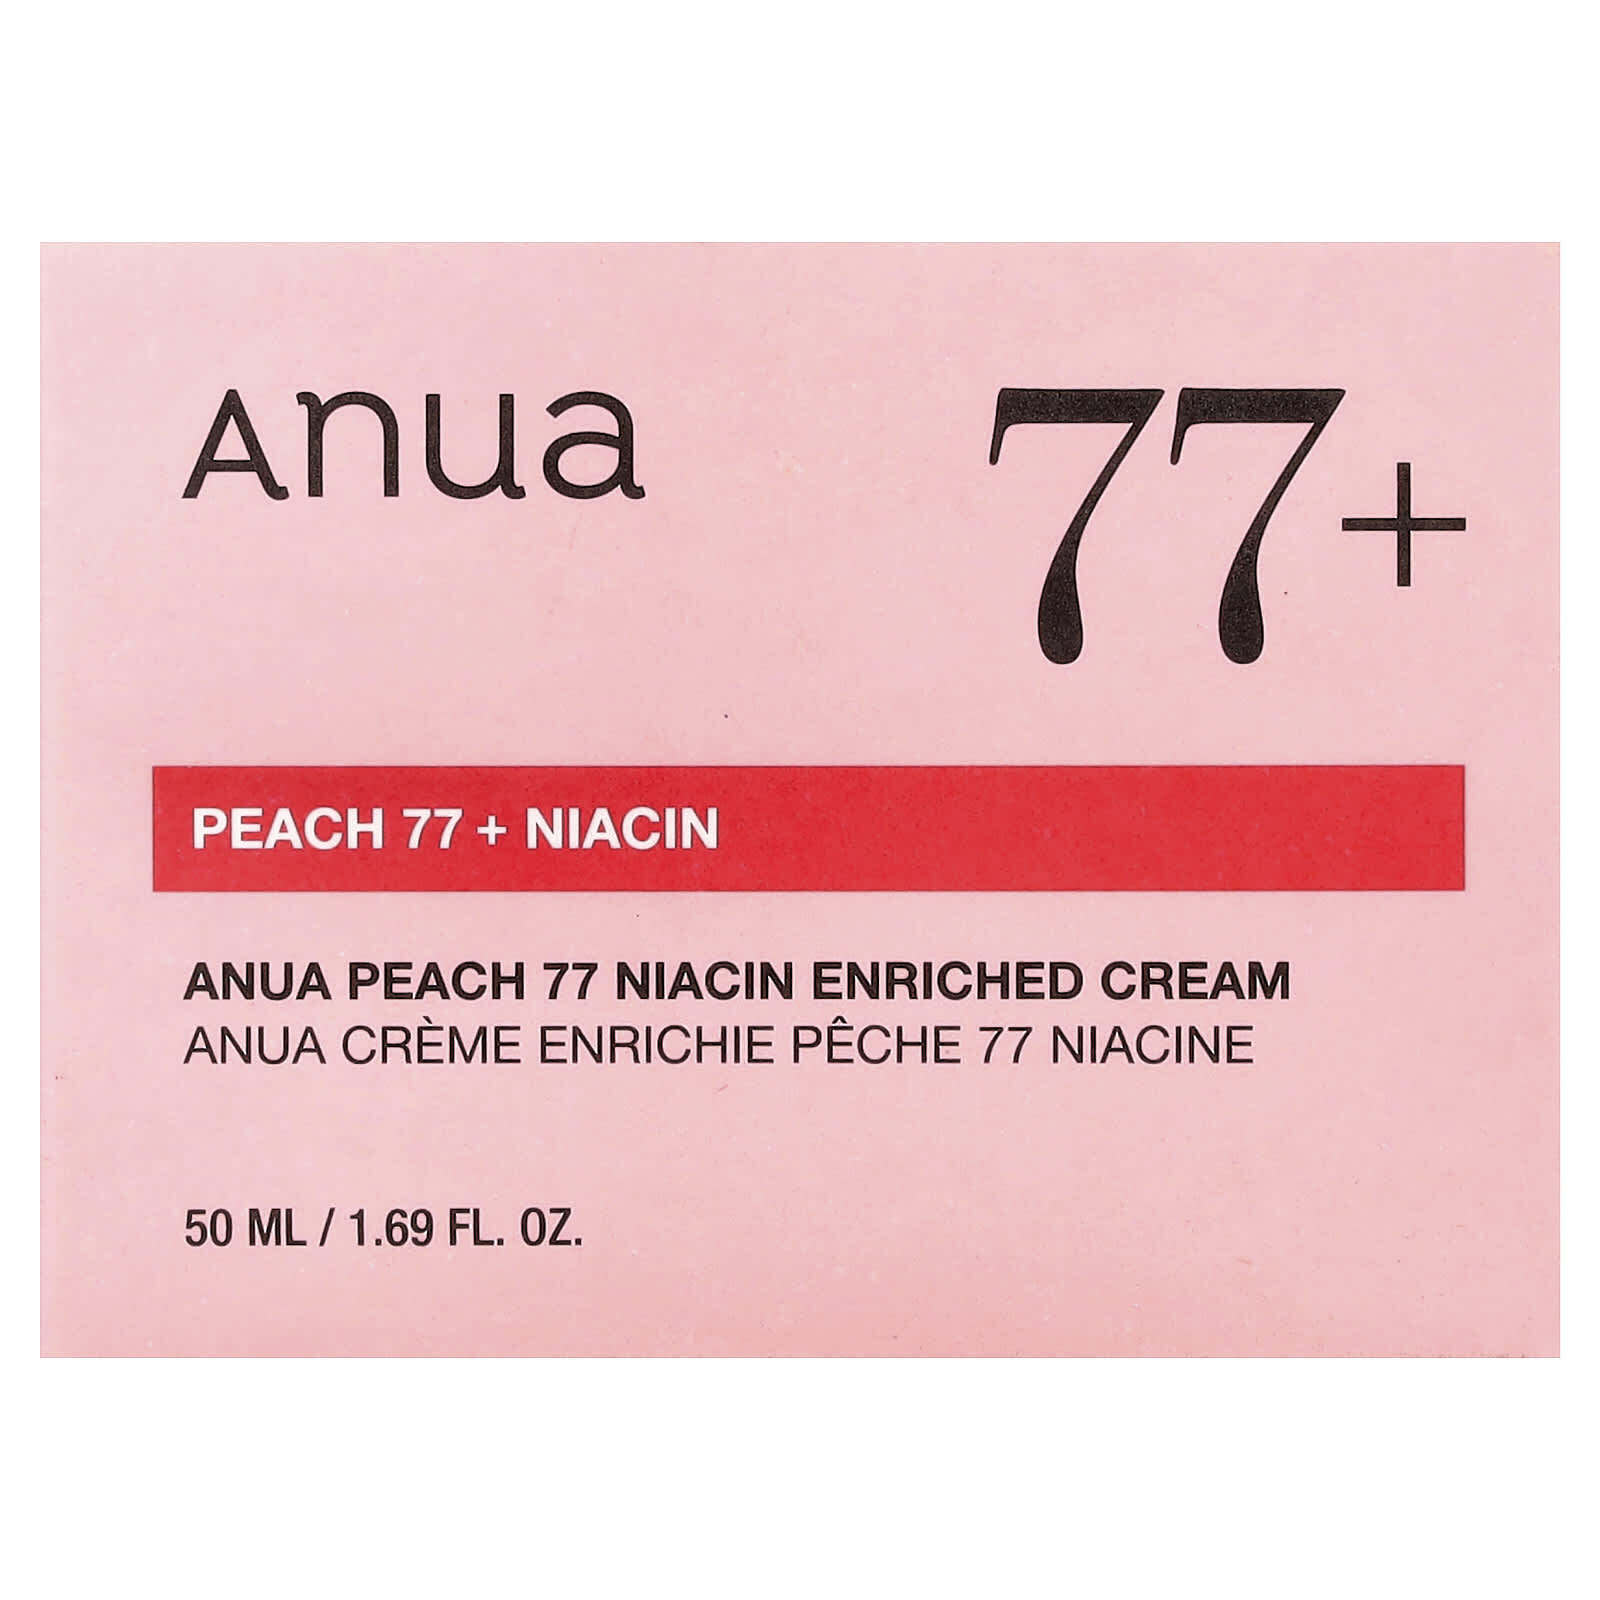 Anua
77+
PEACH 77 + NIACIN
ANUA PEACH 77 NIACIN ENRICHED CREAM
ANUA CRÈME ENRICHIE PÊCHE 77 NIACINE
50 ML / 1.69 FL. OZ.